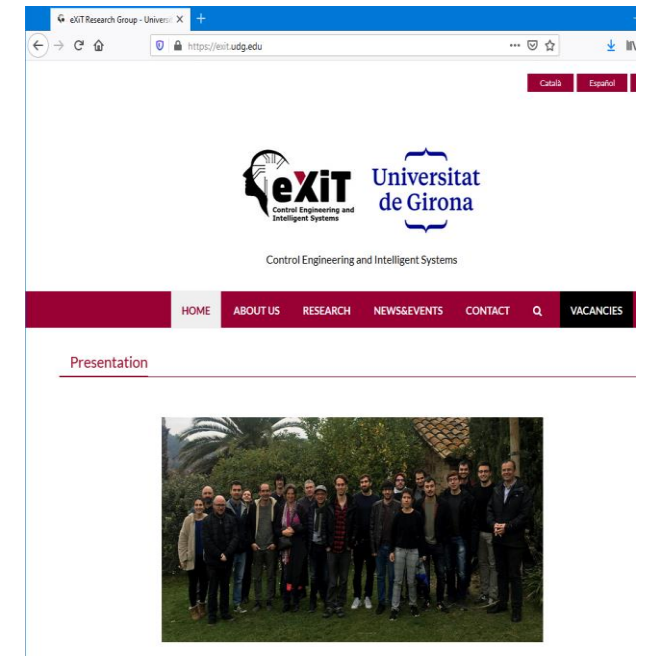 eXiT Research Group - Univers
https://exit.udg.edu
Català Español
eXiT
Control Engineering and
Intelligent Systems
Universitat
de Girona
Control Engineering and Intelligent Systems
HOME ABOUT US RESEARCH NEWS&EVENTS CONTACT VACANCIES
Presentation